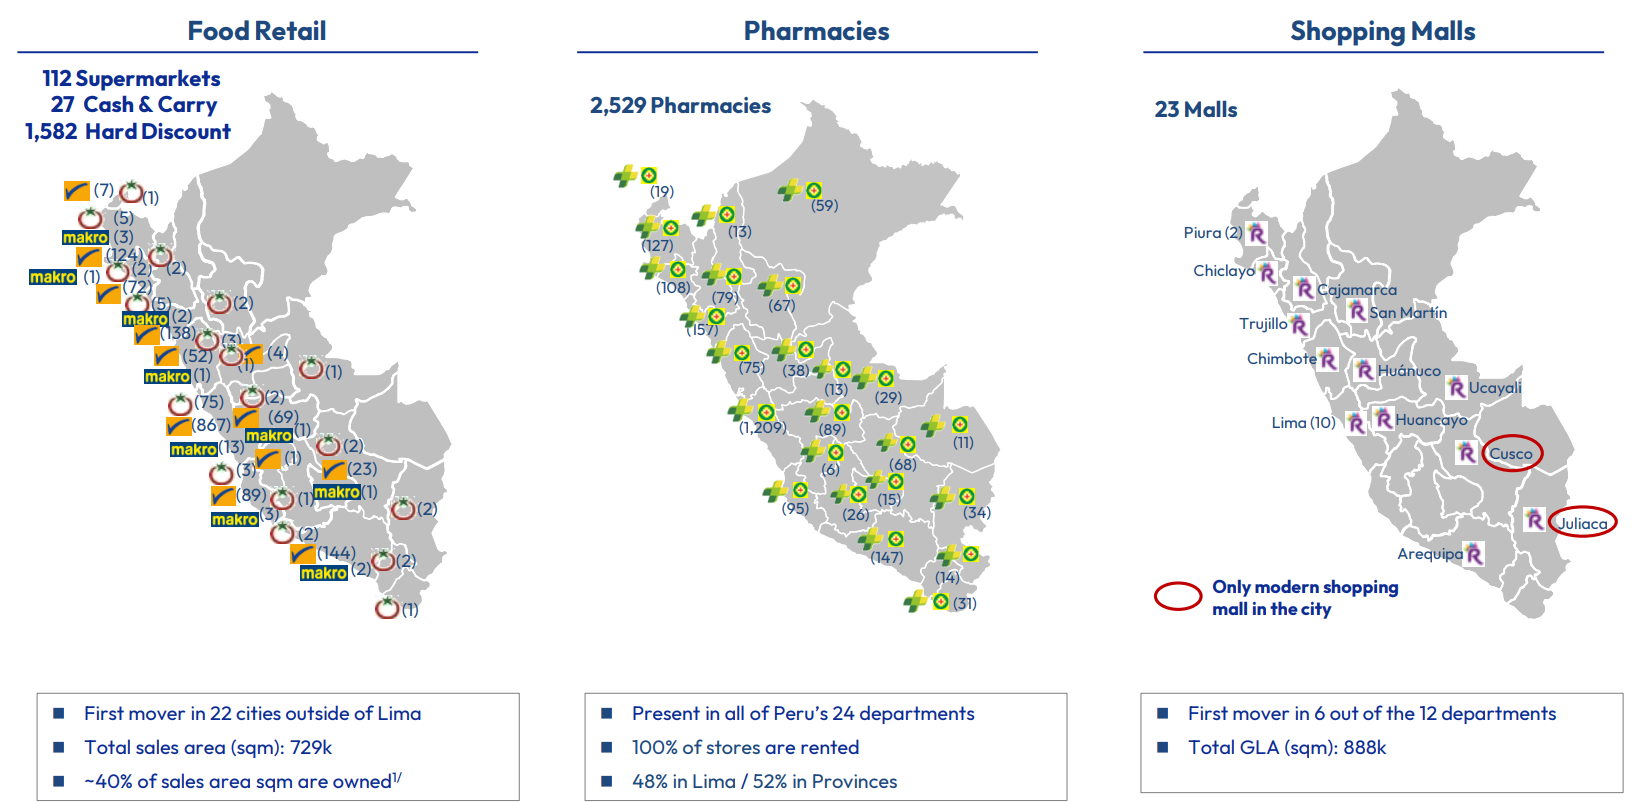 Food Retail
112 Supermarkets
27 Cash & Carry
1,582 Hard Discount
(7) (1)
(5)
makro (3)
(124)
(2) (2)
makro (1)
(72)
(5) (2)
makro (2)
(138) (3)
(52) (1) (4)
makro (1) (1)
(75) (2)
(867) (69)
makro (1)
makro (13) (2)
(1)
(3) (23)
(89) (1) makro (1)
makro (3) (2)
(2)
(144)
(2)
makro (2)
(1)
First mover in 22 cities outside of Lima
Total sales area (sqm): 729k
~40% of sales area sqm are owned1/
Pharmacies
2,529 Pharmacies
(19)
(59)
(13)
(127)
(108)
(79)
(67)
(157)
(75)
(38)
(13)
(29)
(1,209)
(89)
(11)
(6)
(68)
(95)
(26)
(15)
(34)
(147)
(14)
(31)
Present in all of Peru's 24 departments
100% of stores are rented
48% in Lima / 52% in Provinces
Shopping Malls
23 Malls
Piura (2)
Chiclayo
Cajamarca
San Martín
Trujillo
Chimbote
Huánuco
Ucayali
Lima (10)
Huancayo
Cusco
Juliaca
Arequipa
Only modern shopping
mall in the city
First mover in 6 out of the 12 departments
Total GLA (sqm): 888k